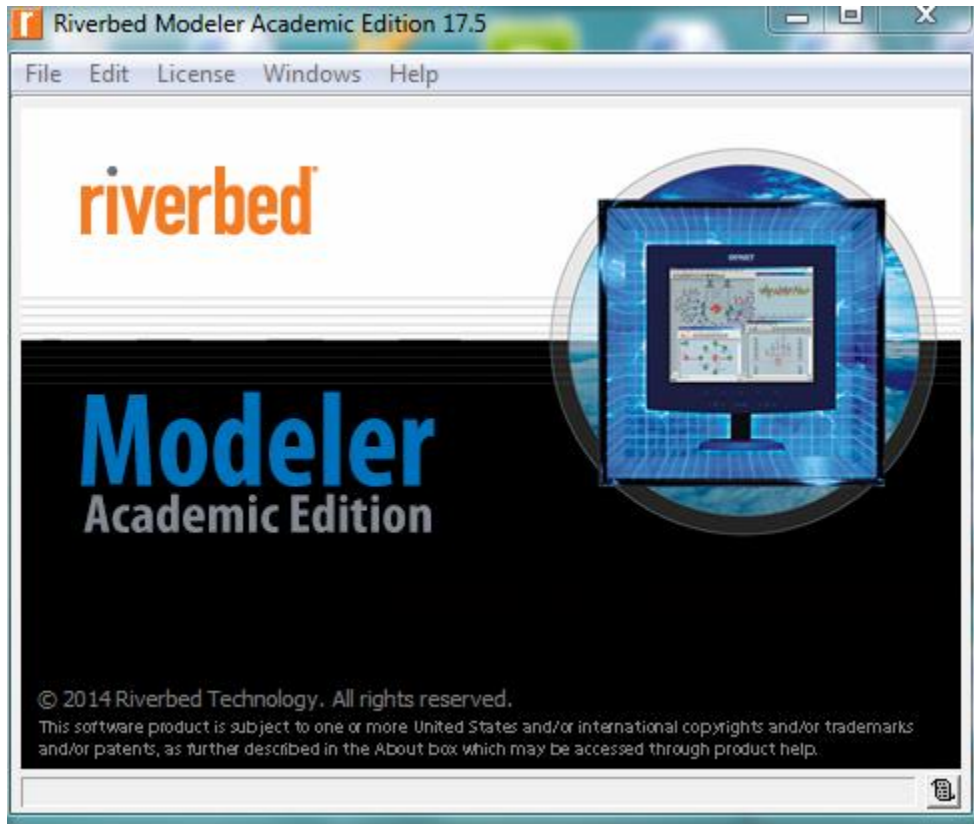 Riverbed Modeler Academic Edition 17.5
File Edit License Windows Help
riverbed
OPNET
Modeler
Academic Edition
© 2014 Riverbed Technology. All rights reserved.
This software product is subject to one or more United States and/or international copyrights and/or trademarks
and/or patents, as further described in the About box which may be accessed through product help.